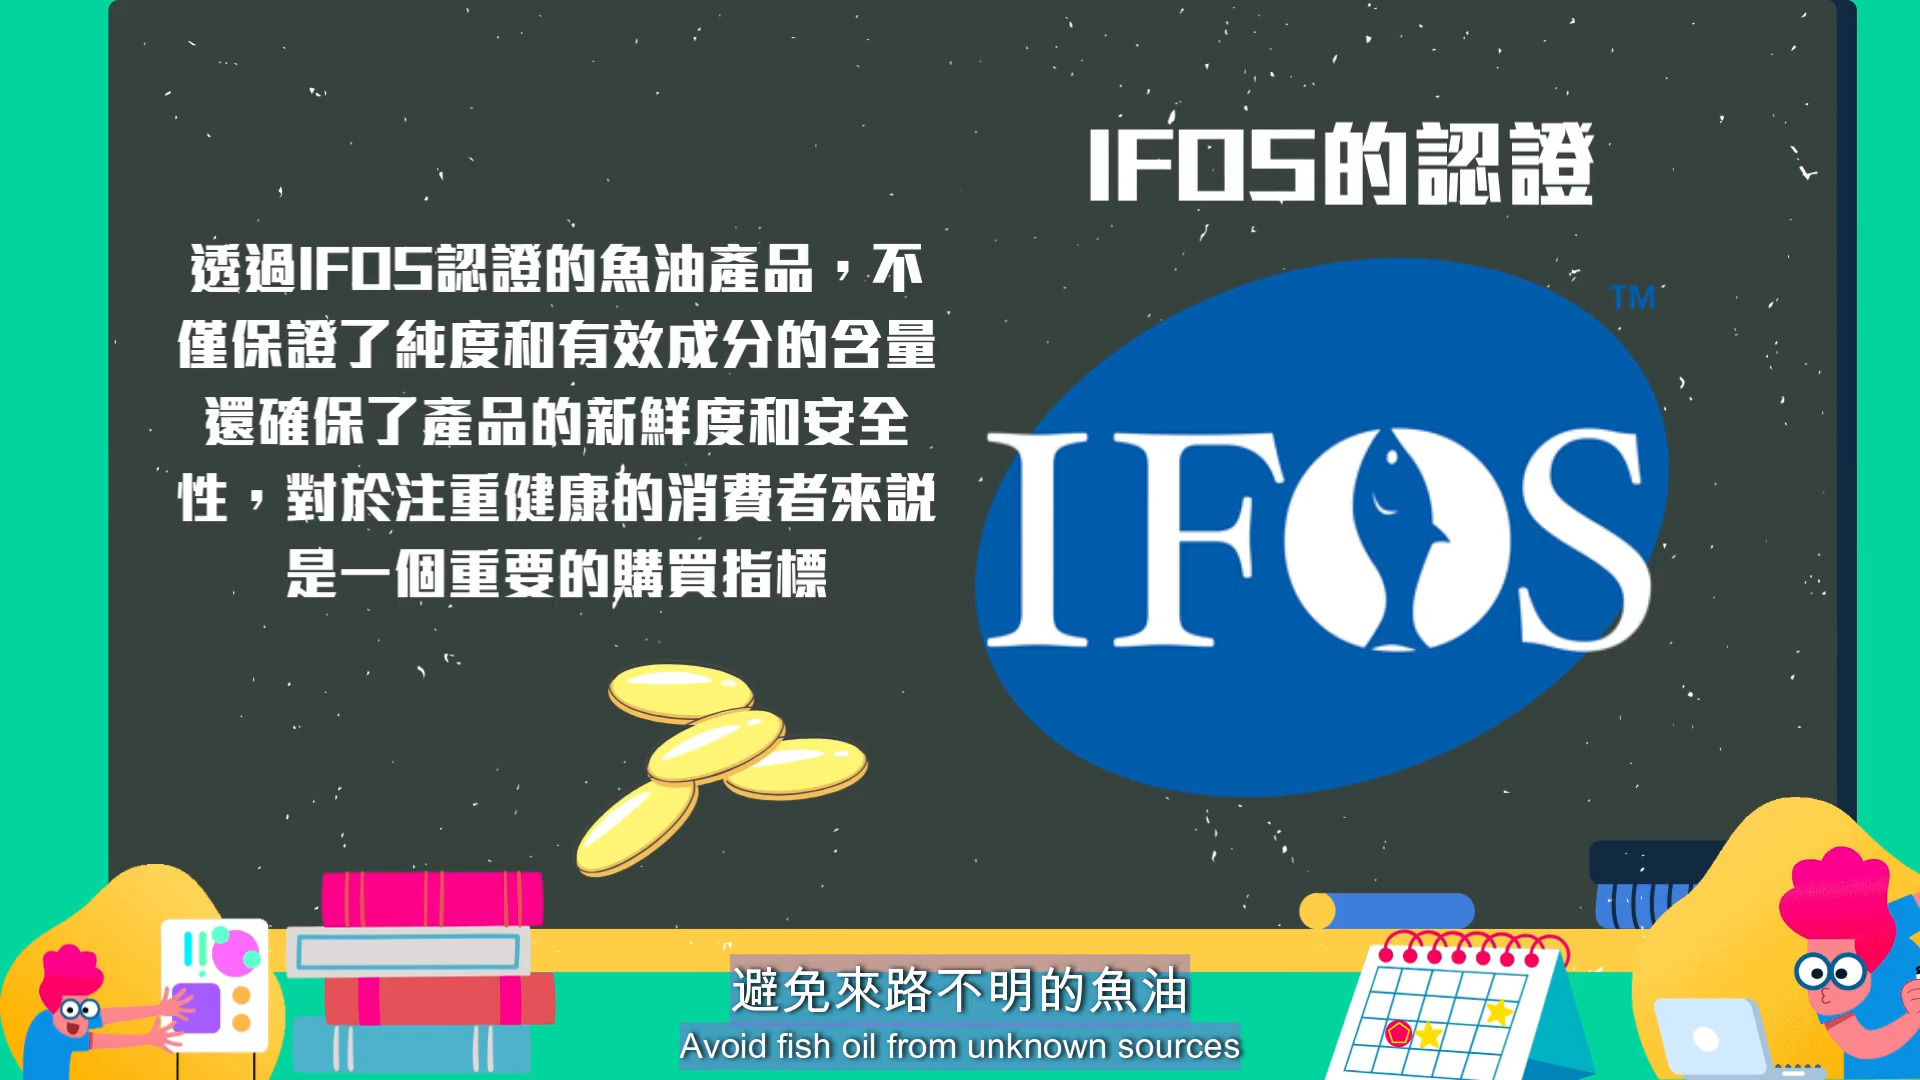 IFOS的認證
透過IFOS認證的魚油產品，不
僅保證了純度和有效成分的含量
還確保了產品的新鮮度和安全
性，對於注重健康的消費者來説
是一個重要的購買指標
TM
IFOS
避免來路不明的魚油
Avoid fish oil from unknown sources